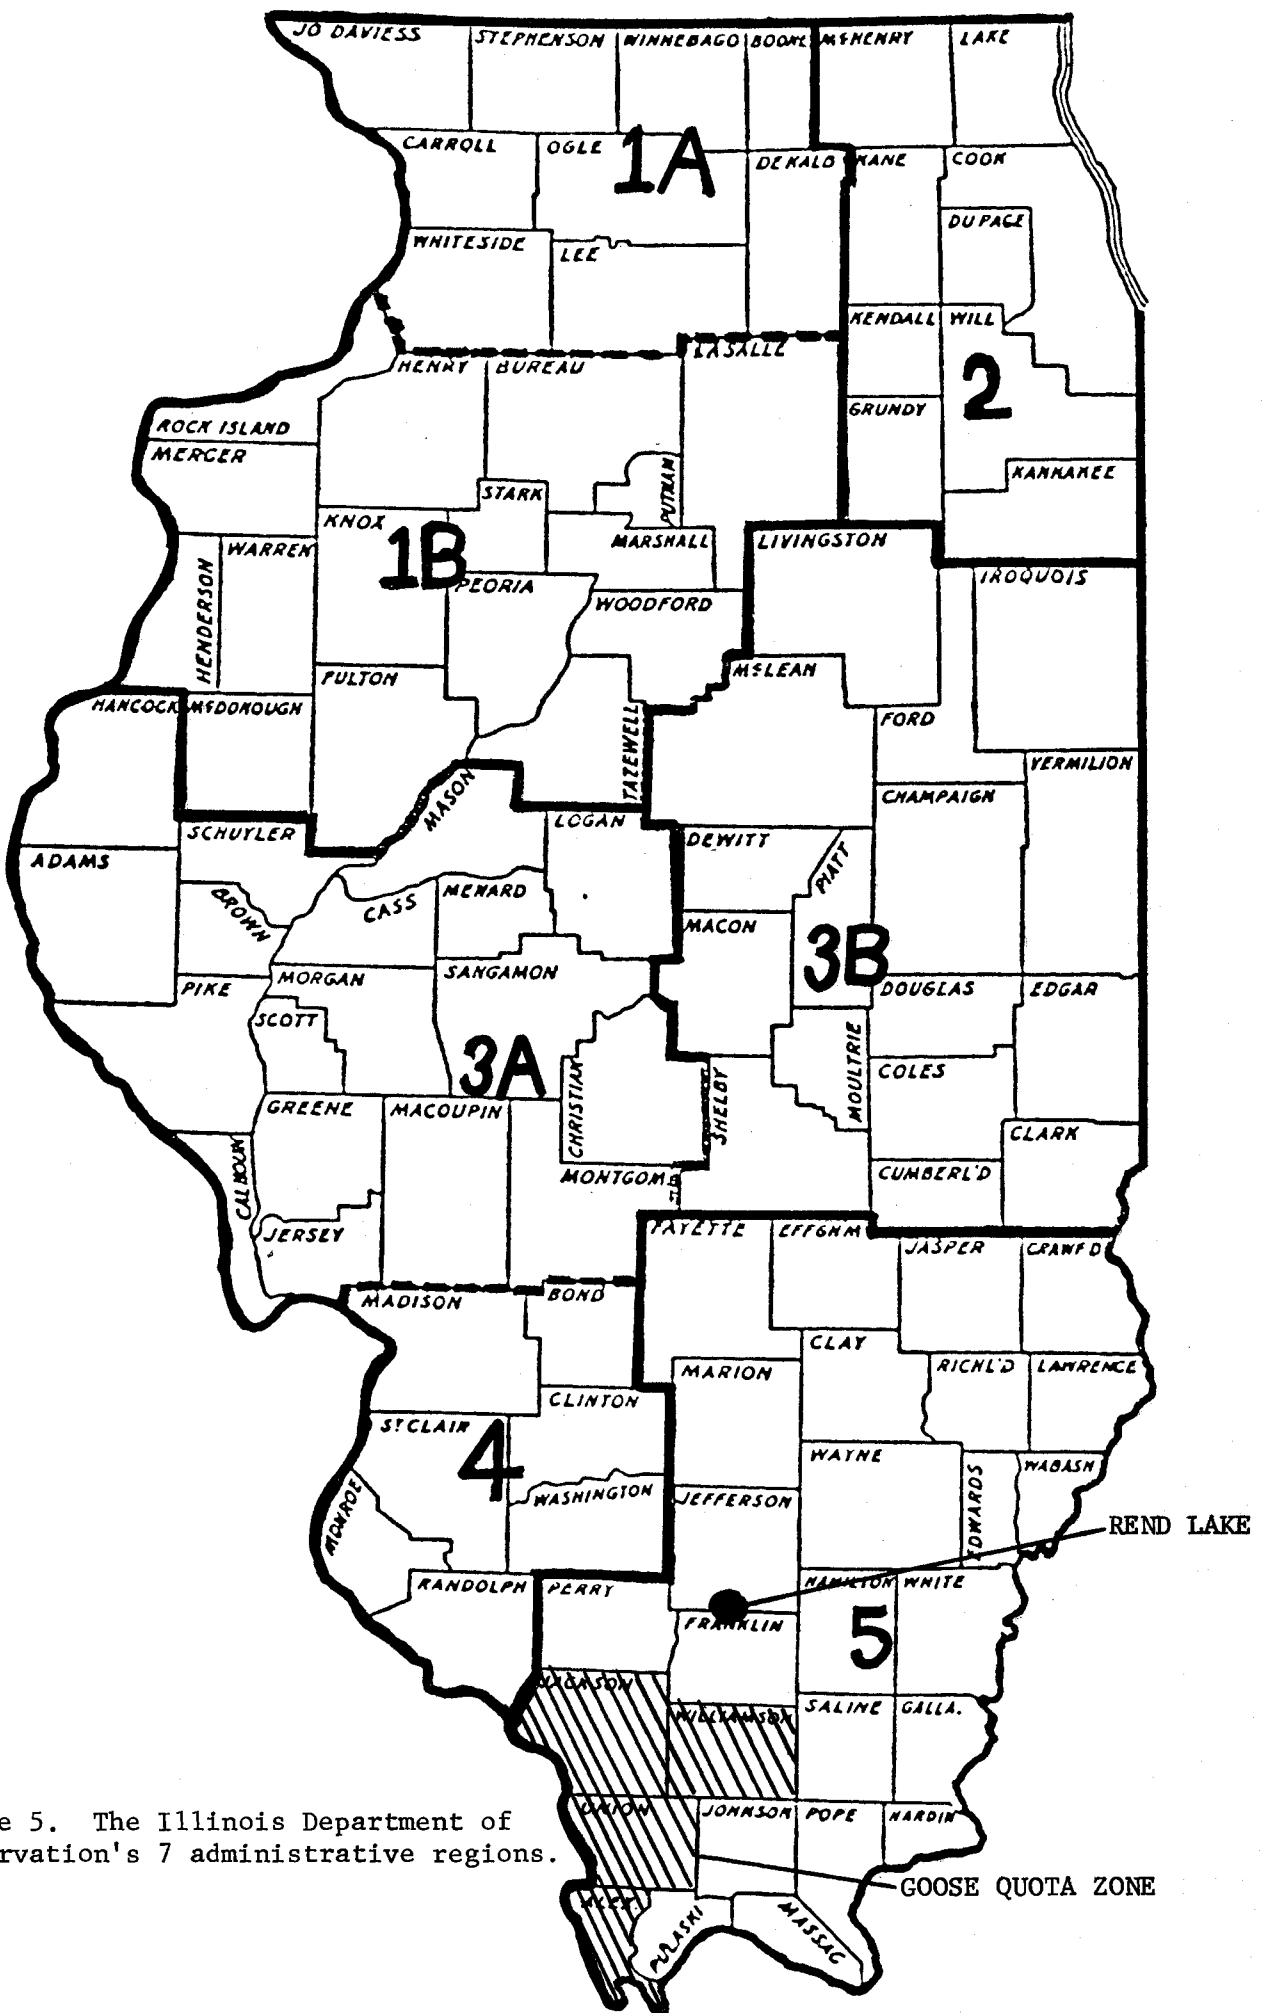 JO DAVIESS STEPHENSON WINNEBAGO BOONE McHENRY LAKE
CARROLL OGLE 1A DEKALB KANE COOK
DU PAGE
WHITESIDE LEE
KENDALL WILL
HENRY BUREAU LASALLE
2
GRUNDY
ROCK ISLAND
MERCER
KANKAKEE
PUTNAM
STARK
KNOX 1B MARSHALL LIVINGSTON
WARREN
HENDERSON
PEORIA WOODFORD IROQUOIS
FULTON McLEAN
HANCOCK McDONOUGH FORD
TAZEWELL
VERMILION
MASON CHAMPAIGN
SCHUYLER LOGAN
DEWITT
ADAMS PIATT
BROWN CASS MENARD
MACON
3B
PIKE MORGAN SANGAMON DOUGLAS EDGAR
SCOTT
3A MOULTRIE COLES
CHRISTIAN SHELBY
GREENE MACOUPIN
CLARK
CALHOUN MONTGOM CUMBERL'D
JERSEY FAYETTE EFFGHM JASPER CRAWF'D
MADISON BOND
CLAY
MARION RICHL'D LAWRENCE
CLINTON
ST. CLAIR 4
WAYNE EDWARDS WABASH
WASHINGTON JEFFERSON
MONROE
REND LAKE
RANDOLPH PERRY HAMILTON WHITE
FRANKLIN 5
JACKSON WILLIAMSON SALINE GALLA.
UNION JOHNSON POPE HARDIN
e 5. The Illinois Department of
rvation's 7 administrative regions.
GOOSE QUOTA ZONE
ALEX. PULASKI MASSAC